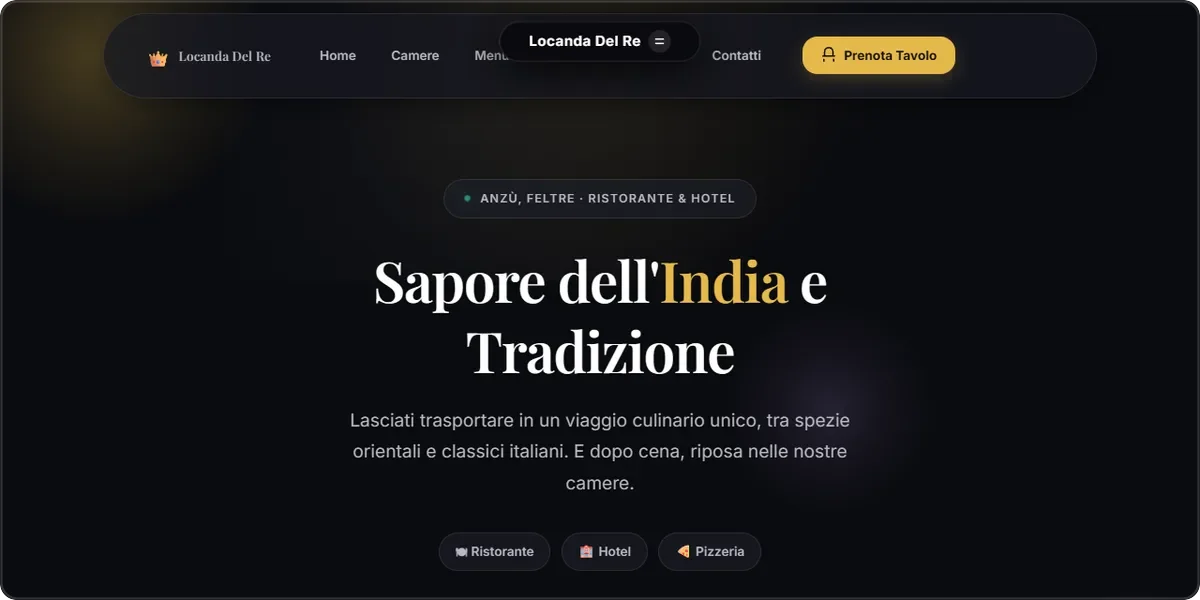 Locanda Del Re
Locanda Del Re Home Camere Menu Contatti Prenota Tavolo
ANZÙ, FELTRE · RISTORANTE & HOTEL
Sapore dell'India e
Tradizione
Lasciati trasportare in un viaggio culinario unico, tra spezie
orientali e classici italiani. E dopo cena, riposa nelle nostre
camere.
Ristorante Hotel Pizzeria